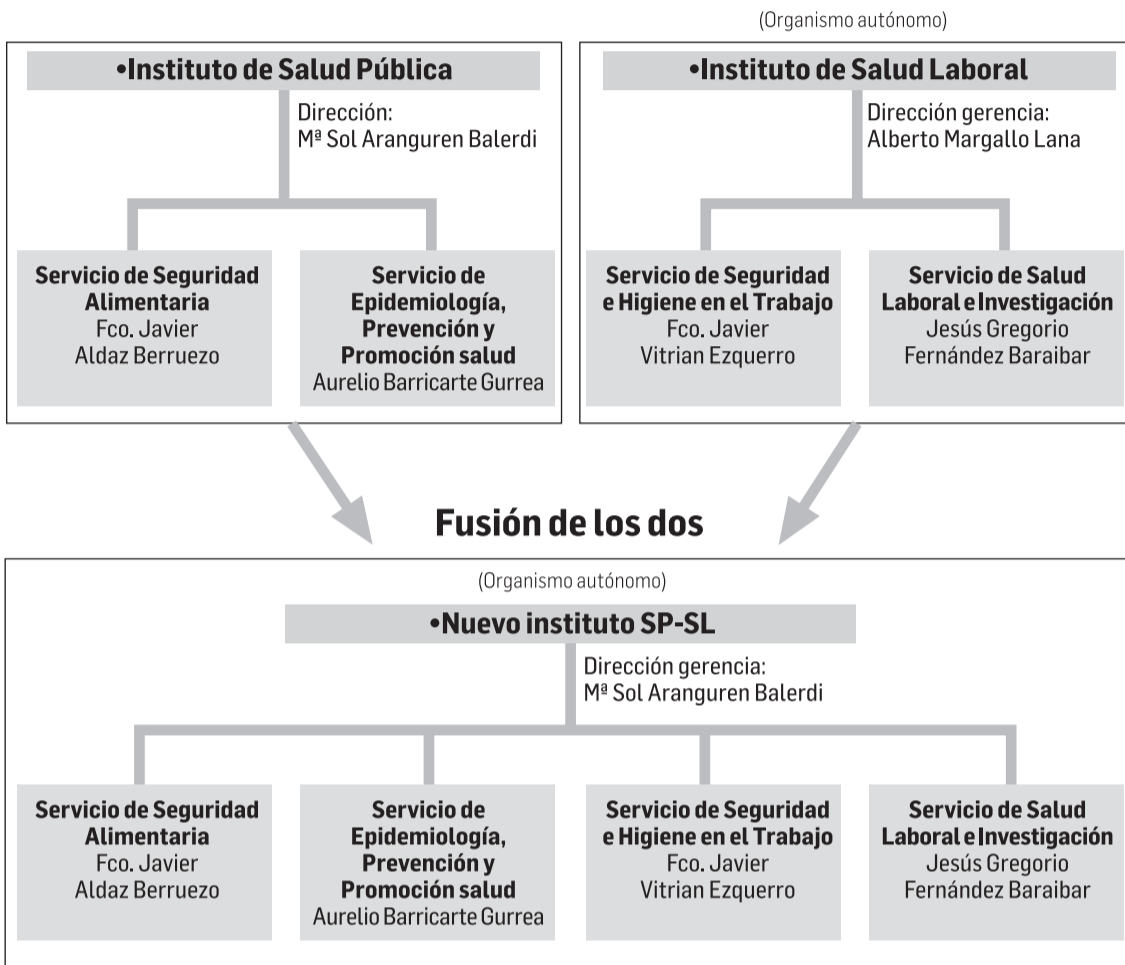 •Instituto de Salud Pública
Dirección:
Mª Sol Aranguren Balerdi
Servicio de Seguridad
Alimentaria
Fco. Javier
Aldaz Berruezo
Servicio de
Epidemiología,
Prevención y
Promoción salud
Aurelio Barricarte Gurrea
(Organismo autónomo)
•Instituto de Salud Laboral
Dirección gerencia:
Alberto Margallo Lana
Servicio de Seguridad
e Higiene en el Trabajo
Fco. Javier
Vitrian Ezquerro
Servicio de Salud
Laboral e Investigación
Jesús Gregorio
Fernández Baraibar
Fusión de los dos
(Organismo autónomo)
•Nuevo instituto SP-SL
Dirección gerencia:
Mª Sol Aranguren Balerdi
Servicio de Seguridad
Alimentaria
Fco. Javier
Aldaz Berruezo
Servicio de
Epidemiología,
Prevención y
Promoción salud
Aurelio Barricarte Gurrea
Servicio de Seguridad
e Higiene en el Trabajo
Fco. Javier
Vitrian Ezquerro
Servicio de Salud
Laboral e Investigación
Jesús Gregorio
Fernández Baraibar